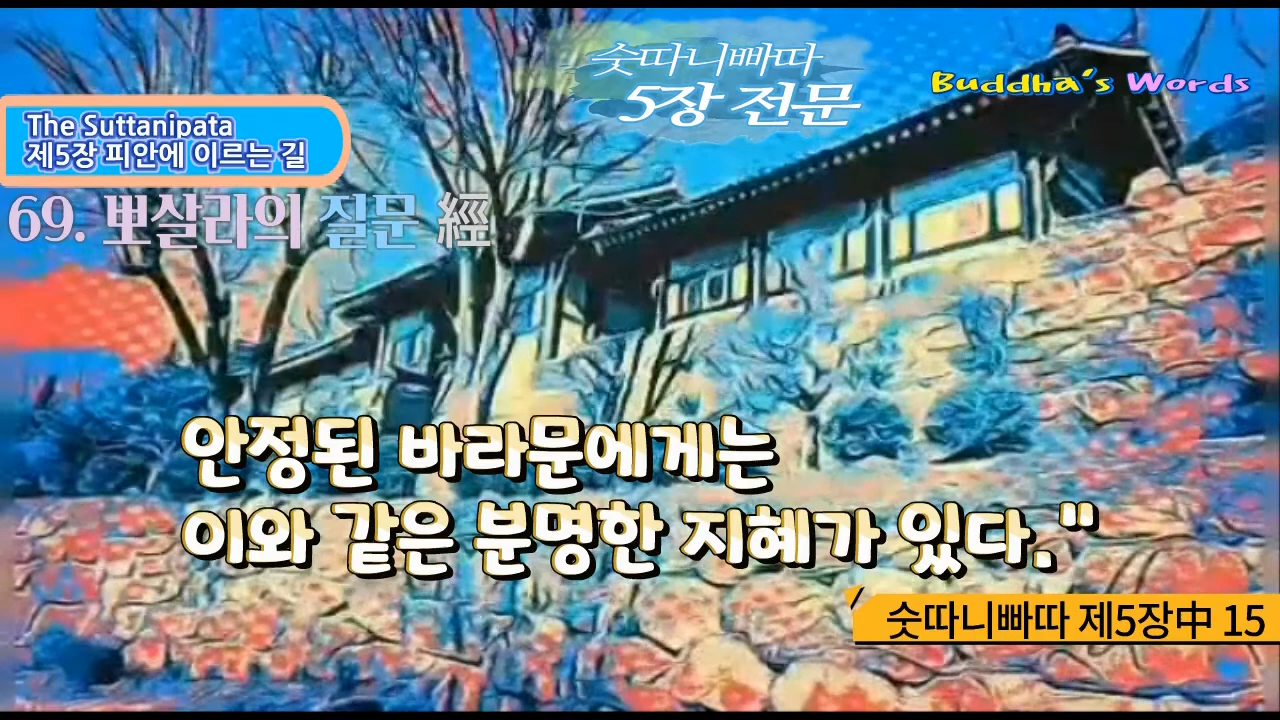 숫따니빠따
5장 전문
Buddha's Words
The Suttanipata
제5장 피안에 이르는 길
69. 뽀살라의 질문 經
안정된 바라문에게는
이와 같은 분명한 지혜가 있다."
숫따니빠따 제5장中 15